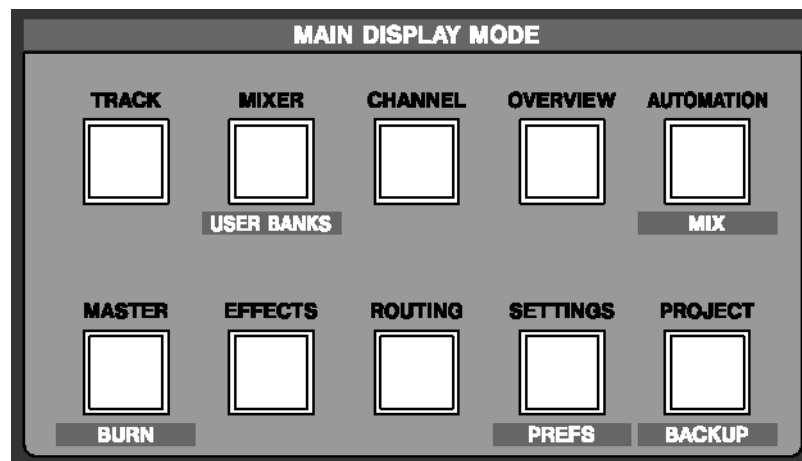 MAIN DISPLAY MODE
TRACK MIXER CHANNEL OVERVIEW AUTOMATION
USER BANKS MIX
MASTER EFFECTS ROUTING SETTINGS PROJECT
BURN PREFS BACKUP